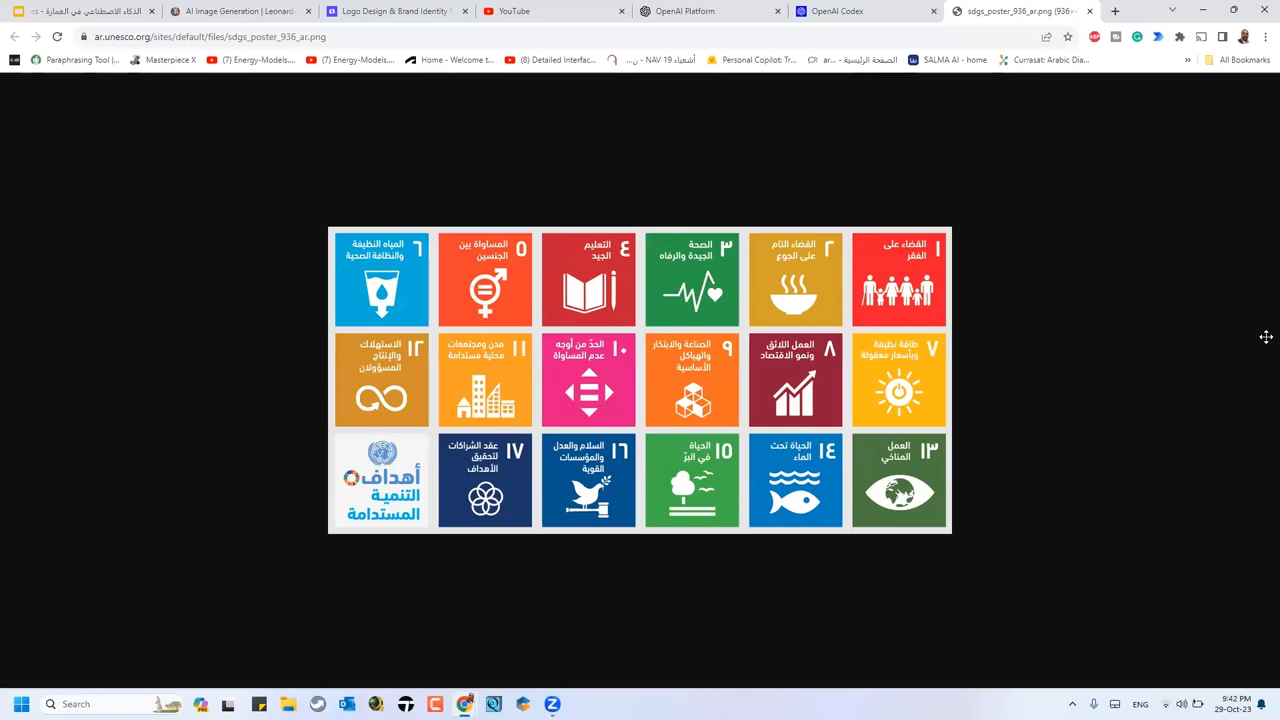 الذكاء الاصطناعي في العمارة - es
AI Image Generation | Leonard
Logo Design & Brand Identity f
YouTube
OpenAI Platform
OpenAI Codex
sdgs_poster_936_ar.png (936×
ar.unesco.org/sites/default/files/sdgs_poster_936_ar.png
Paraphrasing Tool |...
Masterpiece X
(7) Energy-Models....
(7) Energy-Models....
Home - Welcome t...
(8) Detailed Interfac...
أشعياء 19 NAV - ن...
Personal Copilot: Tr...
الصفحة الرئيسية - ar...
SALMA AI - home
Currasat: Arabic Dia...
»
All Bookmarks
١ القضاء على
الفقر
٢ القضاء التام
على الجوع
٣ الصحة
الجيدة والرفاه
٤ التعليم
الجيد
٥ المساواة بين
الجنسين
٦ المياه النظيفة
والنظافة الصحية
٧ طاقة نظيفة
وبأسعار معقولة
٨ العمل اللائق
ونمو الاقتصاد
٩ الصناعة والابتكار
والهياكل
الأساسية
١٠ الحدّ من أوجه
عدم المساواة
١١ مدن ومجتمعات
محلية مستدامة
١٢ الاستهلاك
والإنتاج
المسؤولان
١٣ العمل
المناخي
١٤ الحياة تحت
الماء
١٥ الحياة
في البرّ
١٦ السلام والعدل
والمؤسسات
القوية
١٧ عقد الشراكات
لتحقيق
الأهداف
أهداف
التنمية
المستدامة
Search
ENG
9:42 PM
29-Oct-23